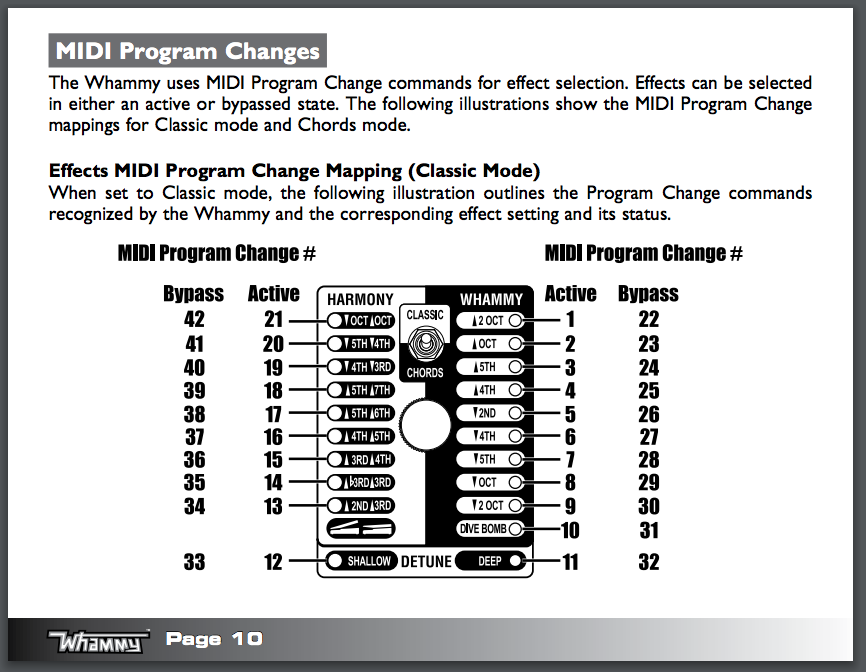 MIDI Program Changes
The Whammy uses MIDI Program Change commands for effect selection. Effects can be selected
in either an active or bypassed state. The following illustrations show the MIDI Program Change
mappings for Classic mode and Chords mode.
Effects MIDI Program Change Mapping (Classic Mode)
When set to Classic mode, the following illustration outlines the Program Change commands
recognized by the Whammy and the corresponding effect setting and its status.
MIDI Program Change # MIDI Program Change #
Bypass Active HARMONY WHAMMY Active Bypass
CLASSIC
42 21 ▼OCT▲OCT ▲2 OCT 1 22
41 20 ▼5TH▼4TH ▲OCT 2 23
40 19 ▼4TH▼3RD ▲5TH 3 24
CHORDS
39 18 ▲5TH▲7TH ▲4TH 4 25
38 17 ▲5TH▲6TH ▼2ND 5 26
37 16 ▲4TH▲5TH ▼4TH 6 27
36 15 ▲3RD▲4TH ▼5TH 7 28
35 14 ▲♭3RD▲3RD ▼OCT 8 29
34 13 ▲2ND▲3RD ▼2 OCT 9 30
DIVE BOMB 10 31
33 12 SHALLOW DETUNE DEEP 11 32
Whammy™ Page 10